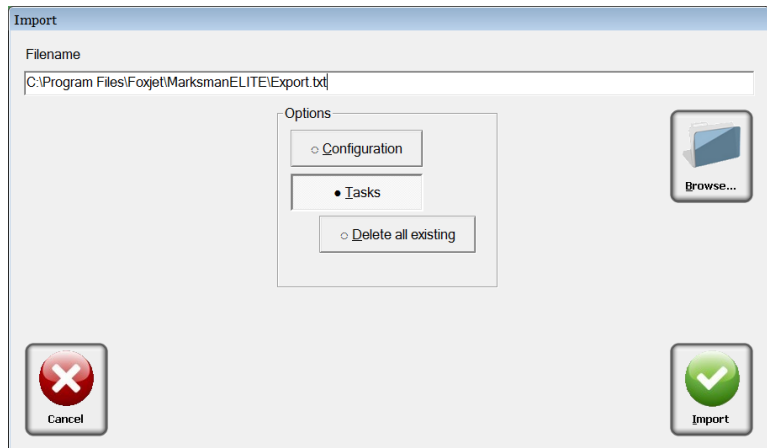 Import
Filename
C:\Program Files\Foxjet\MarksmanELITE\Export.txt
Options
Configuration
Tasks
Delete all existing
Browse...
Cancel
Import